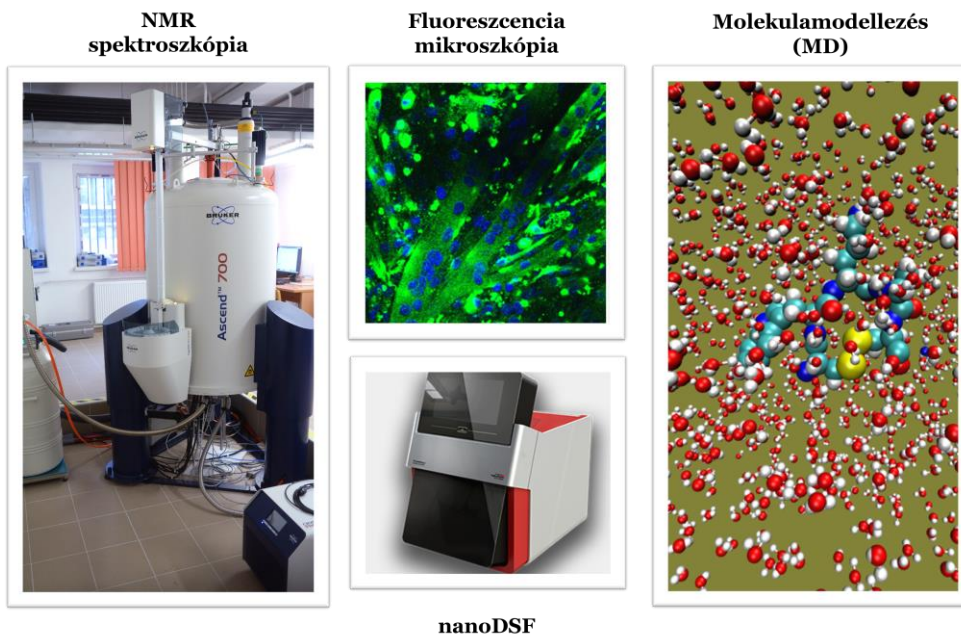 NMR
spektroszkópia
Fluoreszcencia
mikroszkópia
Molekulamodellezés
(MD)
BRUKER
Ascend™ 700
nanoDSF